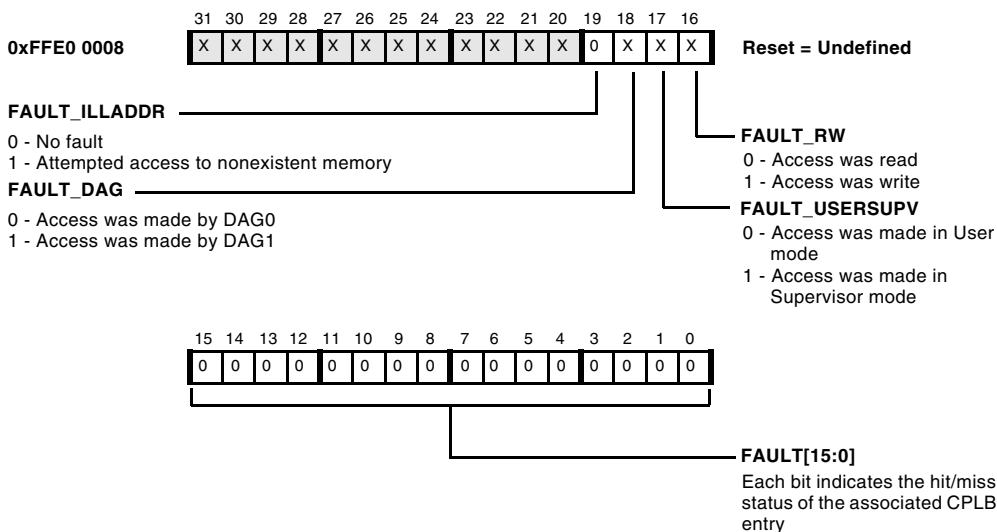 31 30 29 28 27 26 25 24 23 22 21 20 19 18 17 16
0xFFE0 0008 X X X X X X X X X X X X 0 X X X Reset = Undefined
FAULT_ILLADDR
0 - No fault
1 - Attempted access to nonexistent memory
FAULT_DAG
0 - Access was made by DAG0
1 - Access was made by DAG1
FAULT_RW
0 - Access was read
1 - Access was write
FAULT_USERSUPV
0 - Access was made in User
mode
1 - Access was made in
Supervisor mode
15 14 13 12 11 10 9 8 7 6 5 4 3 2 1 0
0 0 0 0 0 0 0 0 0 0 0 0 0 0 0 0
FAULT[15:0]
Each bit indicates the hit/miss
status of the associated CPLB
entry